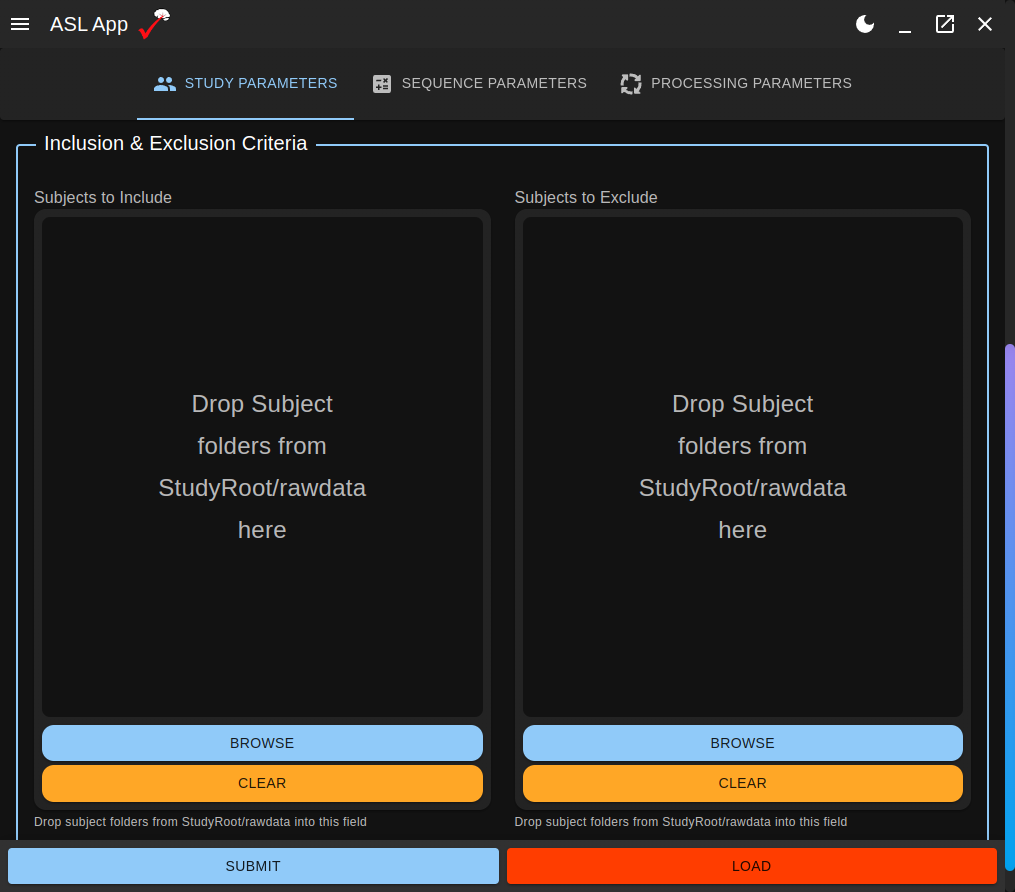 ASL App
STUDY PARAMETERS
SEQUENCE PARAMETERS
PROCESSING PARAMETERS
Inclusion & Exclusion Criteria
Subjects to Include
Drop Subject
folders from
StudyRoot/rawdata
here
BROWSE
CLEAR
Drop subject folders from StudyRoot/rawdata into this field
Subjects to Exclude
Drop Subject
folders from
StudyRoot/rawdata
here
BROWSE
CLEAR
Drop subject folders from StudyRoot/rawdata into this field
SUBMIT
LOAD